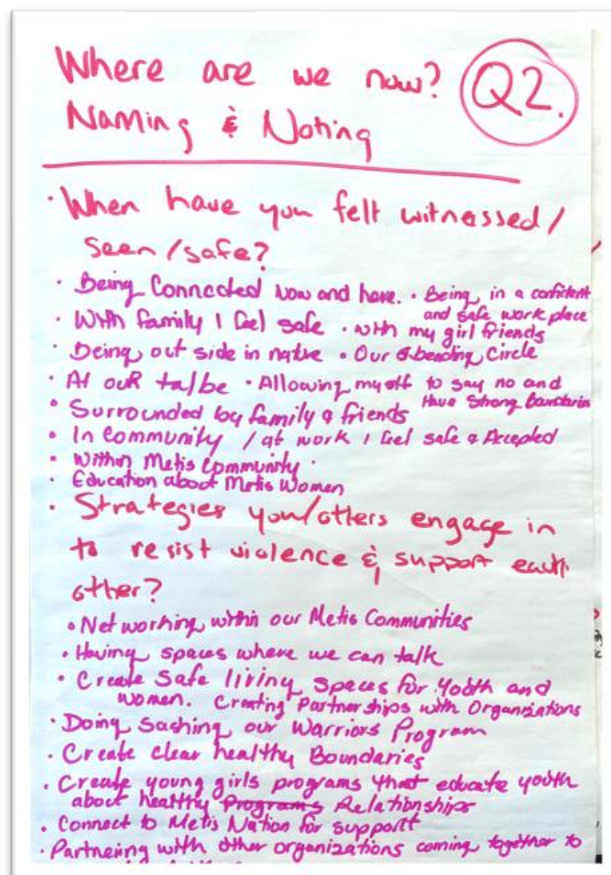 Where are we now? Q2.
Naming & Noting
· When have you felt witnessed/
seen/safe?
· Being Connected now and here. · Being in a confident
and safe work place
· With family I feel safe · with my girl friends
· Being out side in natue · Our beading Circle
· At ouR talbe · Allowing myself to say no and
Have Strong Boundaries
· Surrounded by family & friends
· In Community / at work I feel safe & Accepted
· Within Metis Community ·
· Education about Metis Women
· Strategies you/others engage in
to resist violence & support each
other?
· Networking within our Metis Communities
· Having spaces where we can talk
· Create Safe living spaces for Youth and
women. Creating Partnerships with Organizations
· Doing Sashing our Warriors Program
· Create clear healthy Boundaries
· Create young girls programs that educate youth
about healthy Programs Relationships
· Connect to Metis Nation for support
· Partnering with other organizations coming together to